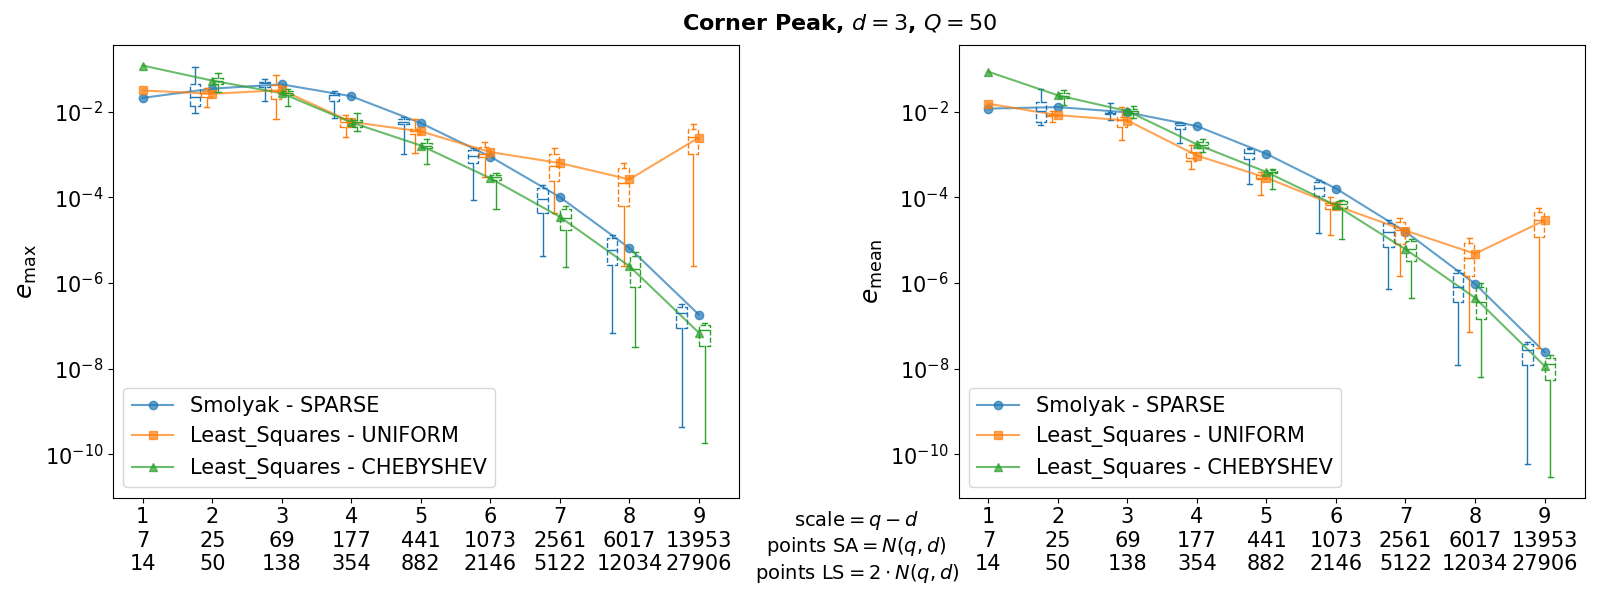 Corner Peak, d = 3, Q = 50
e_max
10^−2
10^−4
10^−6
10^−8
10^−10
Smolyak - SPARSE
Least_Squares - UNIFORM
Least_Squares - CHEBYSHEV
1 2 3 4 5 6 7 8 9
7 25 69 177 441 1073 2561 6017 13953
14 50 138 354 882 2146 5122 12034 27906
scale = q − d
points SA = N(q, d)
points LS = 2 · N(q, d)
e_mean
10^−2
10^−4
10^−6
10^−8
10^−10
Smolyak - SPARSE
Least_Squares - UNIFORM
Least_Squares - CHEBYSHEV
1 2 3 4 5 6 7 8 9
7 25 69 177 441 1073 2561 6017 13953
14 50 138 354 882 2146 5122 12034 27906